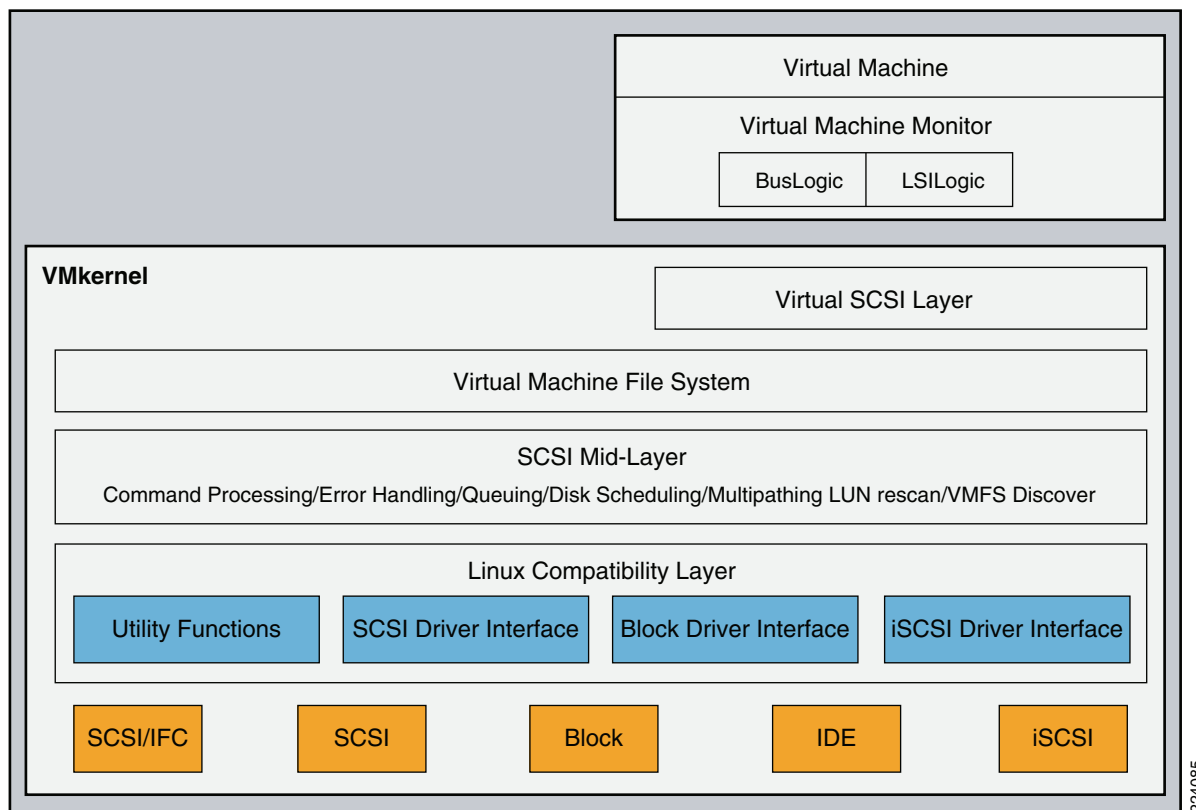 Virtual Machine
Virtual Machine Monitor
BusLogic
LSILogic
VMkernel
Virtual SCSI Layer
Virtual Machine File System
SCSI Mid-Layer
Command Processing/Error Handling/Queuing/Disk Scheduling/Multipathing LUN rescan/VMFS Discover
Linux Compatibility Layer
Utility Functions
SCSI Driver Interface
Block Driver Interface
iSCSI Driver Interface
SCSI/IFC
SCSI
Block
IDE
iSCSI